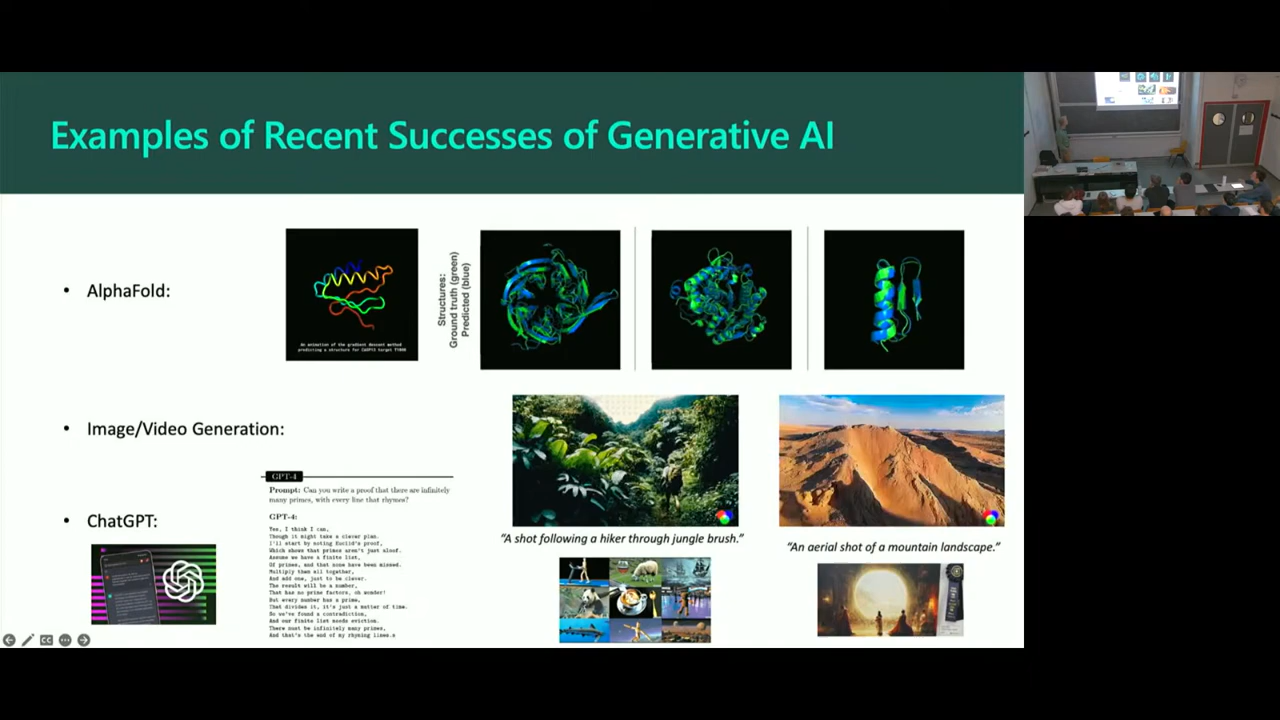 Examples of Recent Successes of Generative AI
• AlphaFold:
An animation of the gradient descent method
predicting a structure for CASP13 target T1008
Structures:
Ground truth (green)
Predicted (blue)
• Image/Video Generation:
"A shot following a hiker through jungle brush."
"An aerial shot of a mountain landscape."
• ChatGPT:
GPT-4
Prompt: Can you write a proof that there are infinitely
many primes, with every line that rhymes?
GPT-4:
Yes, I think I can,
Though it might take a clever plan.
I'll start by noting Euclid's proof,
Which shows that primes aren't just aloof.
Assume we have a finite list,
Of primes, and that none have been missed.
Multiply them all together,
And add one, just to be clever.
The result will be a number,
That has no prime factors, oh wonder!
But every number has a prime,
That divides it, it's just a matter of time.
So we've found a contradiction,
And our finite list needs eviction.
There must be infinitely many primes,
And that's the end of my rhyming lines.s
CC